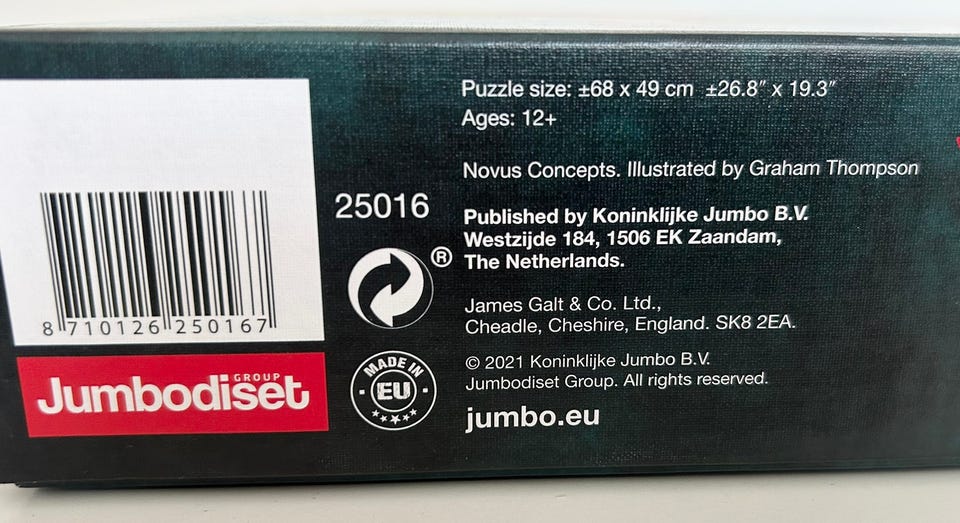 Puzzle size: ±68 x 49 cm ±26.8″ x 19.3″
Ages: 12+
Novus Concepts. Illustrated by Graham Thompson
25016
Published by Koninklijke Jumbo B.V.
Westzijde 184, 1506 EK Zaandam,
The Netherlands.
®
James Galt & Co. Ltd.,
Cheadle, Cheshire, England. SK8 2EA.
8 710126 250167
© 2021 Koninklijke Jumbo B.V.
Jumbodiset Group. All rights reserved.
jumbo.eu
GROUP
Jumbodiset
MADE IN
EU